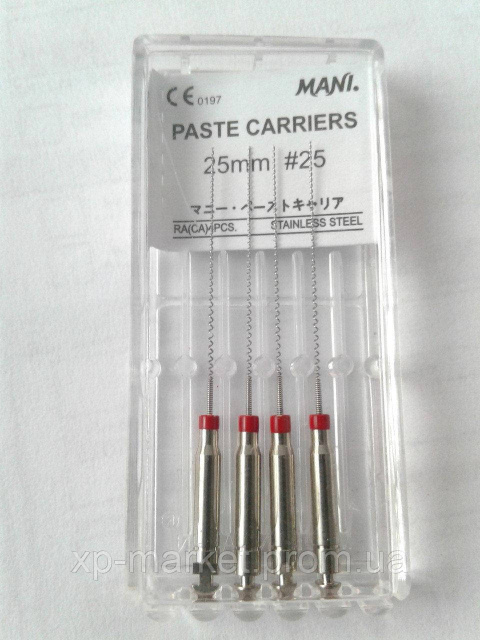 CE 0197 MANI.
PASTE CARRIERS
25mm #25
マニー・ペーストキャリア
RA(CA)4PCS. STAINLESS STEEL
xp-market.prom.ua